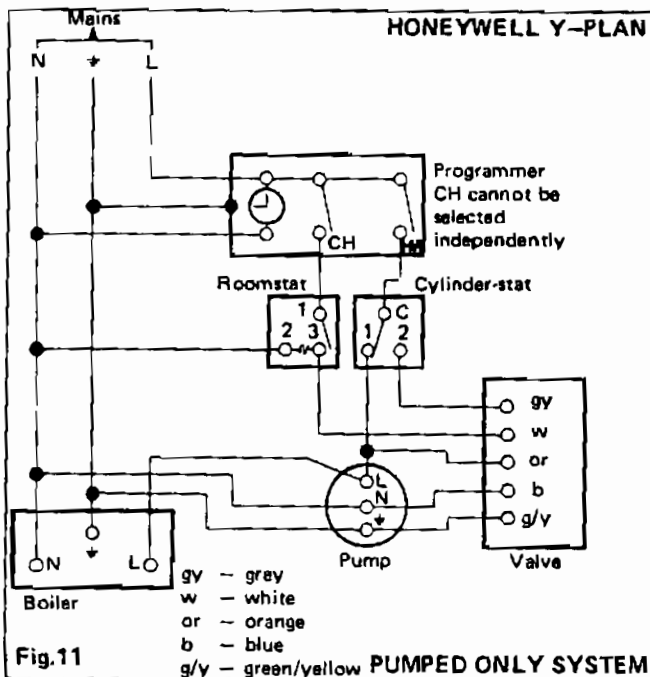 Mains
HONEYWELL Y-PLAN
N L
Programmer
CH cannot be
selected
independently
CH
Roomstat
Cylinder-stat
1
2 3
C
1 2
gy
w
or
b
g/y
L
N
Pump
Valve
N L
Boiler
gy - gray
w - white
or - orange
b - blue
g/y - green/yellow
Fig.11
PUMPED ONLY SYSTEM